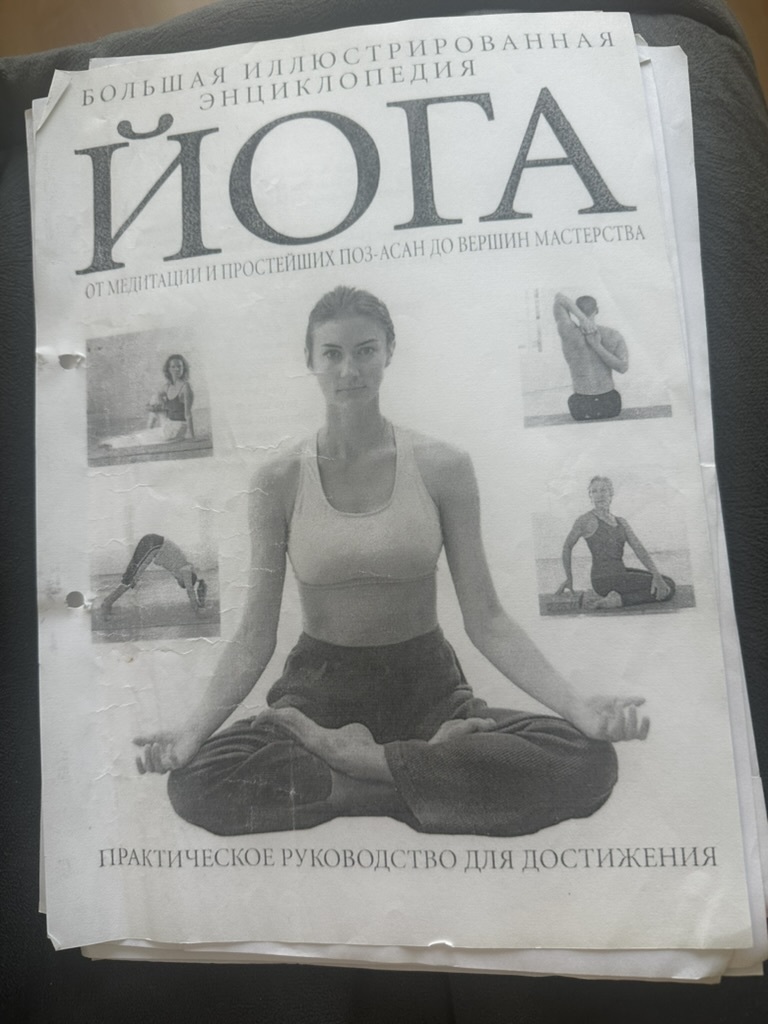 БОЛЬШАЯ ИЛЛЮСТРИРОВАННАЯ
ЭНЦИКЛОПЕДИЯ
ЙОГА
ОТ МЕДИТАЦИИ И ПРОСТЕЙШИХ ПОЗ-АСАН ДО ВЕРШИН МАСТЕРСТВА
ПРАКТИЧЕСКОЕ РУКОВОДСТВО ДЛЯ ДОСТИЖЕНИЯ